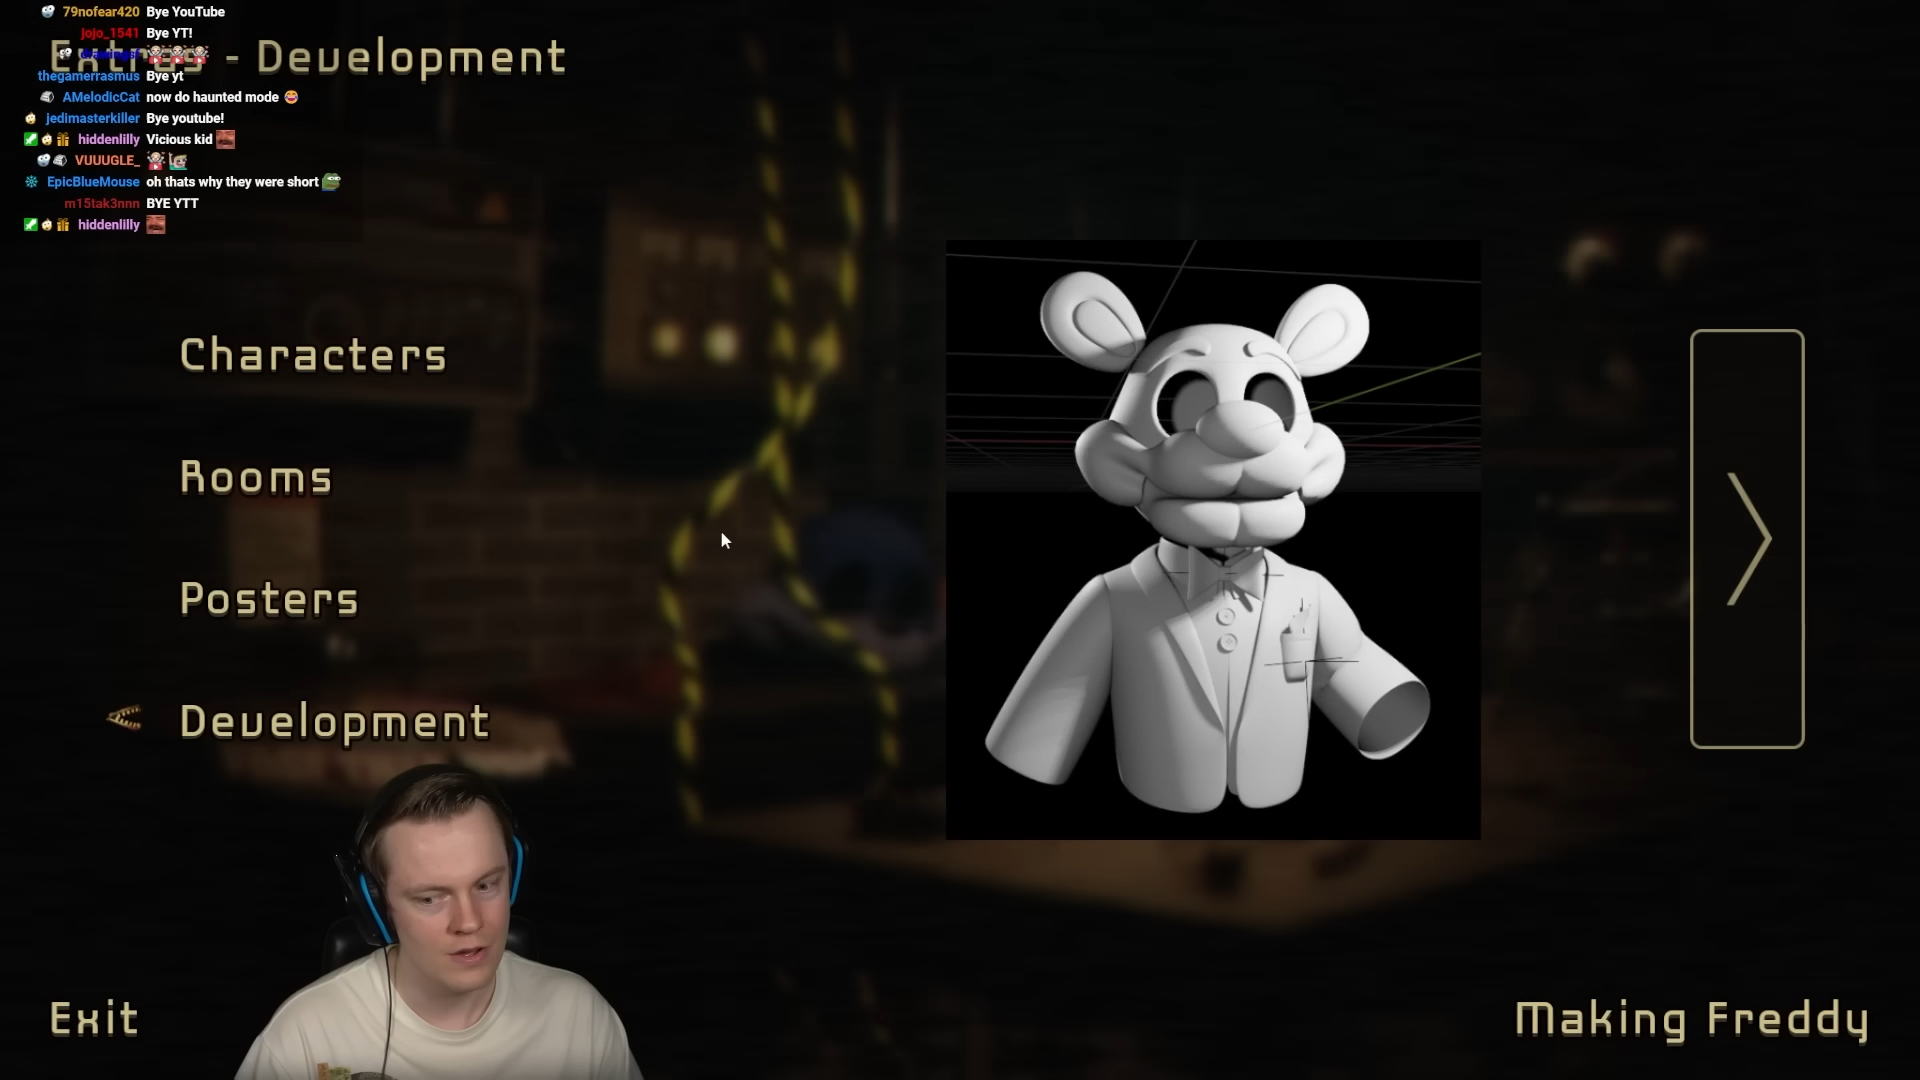 79nofear420 Bye YouTube
jojo_1541 Bye YT!
Extras - Development
thegamerrasmus Bye yt
AMelodicCat now do haunted mode
jedimasterkiller Bye youtube!
hiddenlilly Vicious kid
VUUUGLE_
EpicBlueMouse oh thats why they were short
m15tak3nnn BYE YTT
hiddenlilly
Characters
Rooms
Posters
Development
Exit
Making Freddy